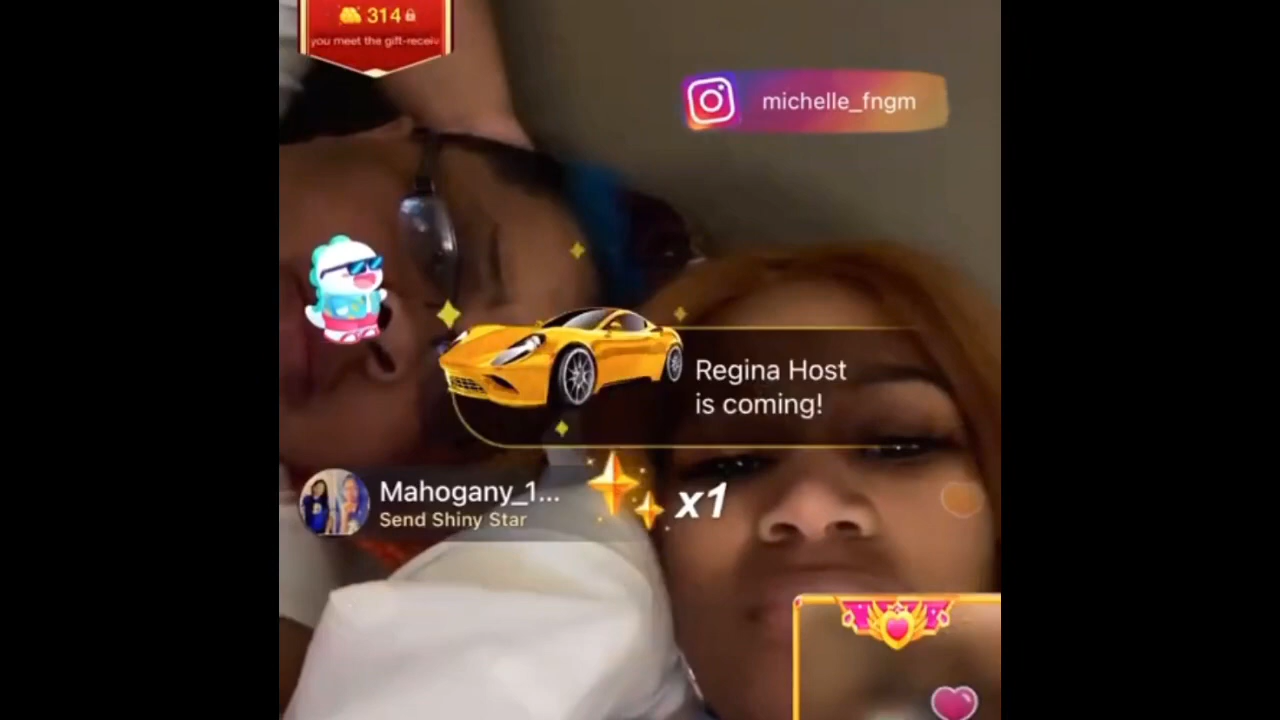 314
you meet the gift-receiv
michelle_fngm
Regina Host
is coming!
Mahogany_1...
Send Shiny Star
x1